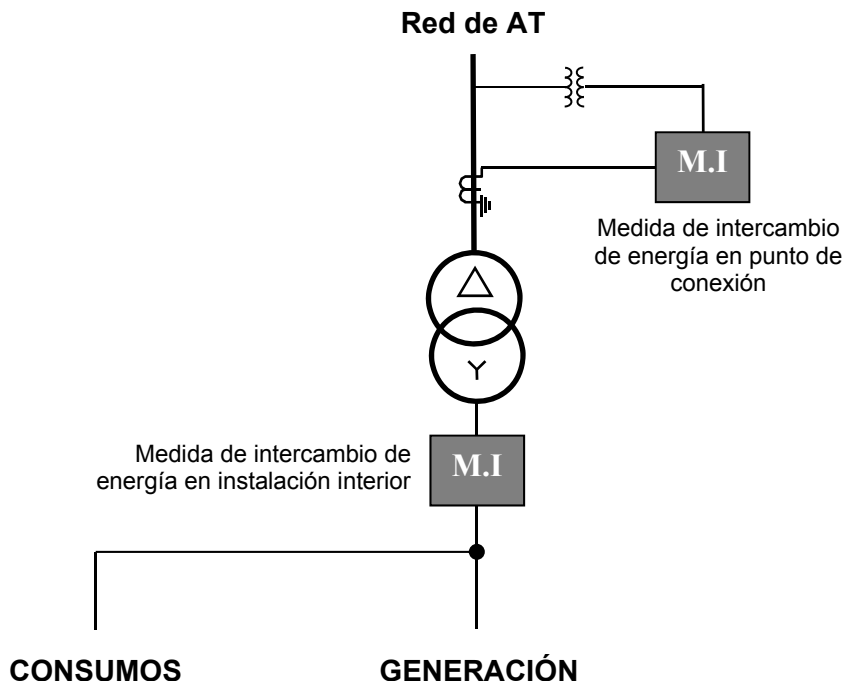 Red de AT
M.I
Medida de intercambio
de energía en punto de
conexión
Medida de intercambio de
energía en instalación interior
M.I
CONSUMOS
GENERACIÓN